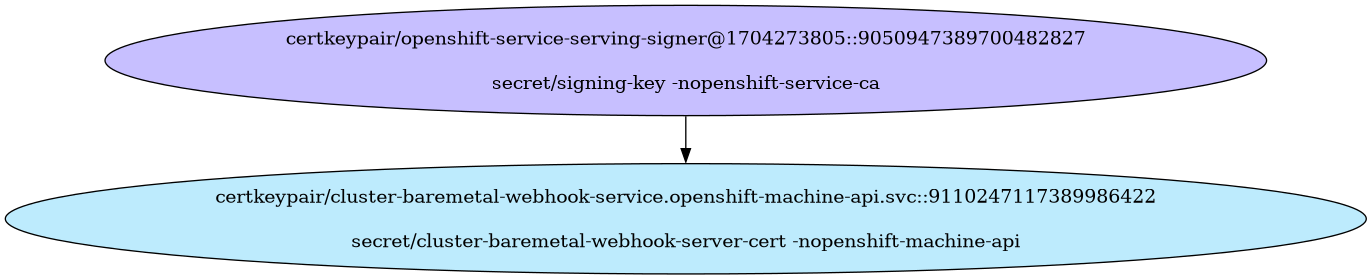 certkeypair/openshift-service-serving-signer@1704273805::9050947389700482827
secret/signing-key -nopenshift-service-ca
certkeypair/cluster-baremetal-webhook-service.openshift-machine-api.svc::9110247117389986422
secret/cluster-baremetal-webhook-server-cert -nopenshift-machine-api